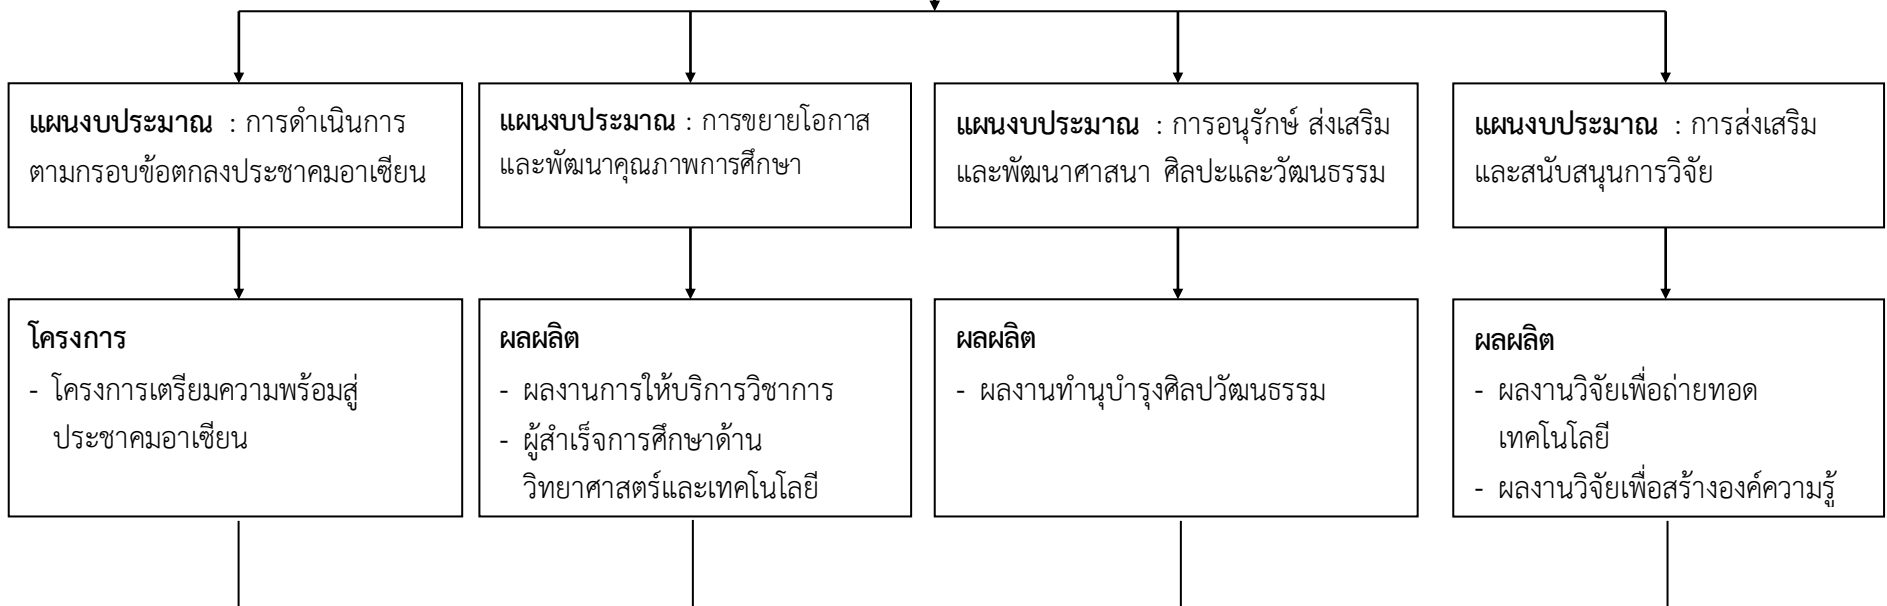 แผนงบประมาณ : การดำเนินการ
ตามกรอบข้อตกลงประชาคมอาเซียน
แผนงบประมาณ : การขยายโอกาส
และพัฒนาคุณภาพการศึกษา
แผนงบประมาณ : การอนุรักษ์ ส่งเสริม
และพัฒนาศาสนา ศิลปะและวัฒนธรรม
แผนงบประมาณ : การส่งเสริม
และสนับสนุนการวิจัย
โครงการ
- โครงการเตรียมความพร้อมสู่
ประชาคมอาเซียน
ผลผลิต
- ผลงานการให้บริการวิชาการ
- ผู้สำเร็จการศึกษาด้าน
วิทยาศาสตร์และเทคโนโลยี
ผลผลิต
- ผลงานทำนุบำรุงศิลปวัฒนธรรม
ผลผลิต
- ผลงานวิจัยเพื่อถ่ายทอด
เทคโนโลยี
- ผลงานวิจัยเพื่อสร้างองค์ความรู้